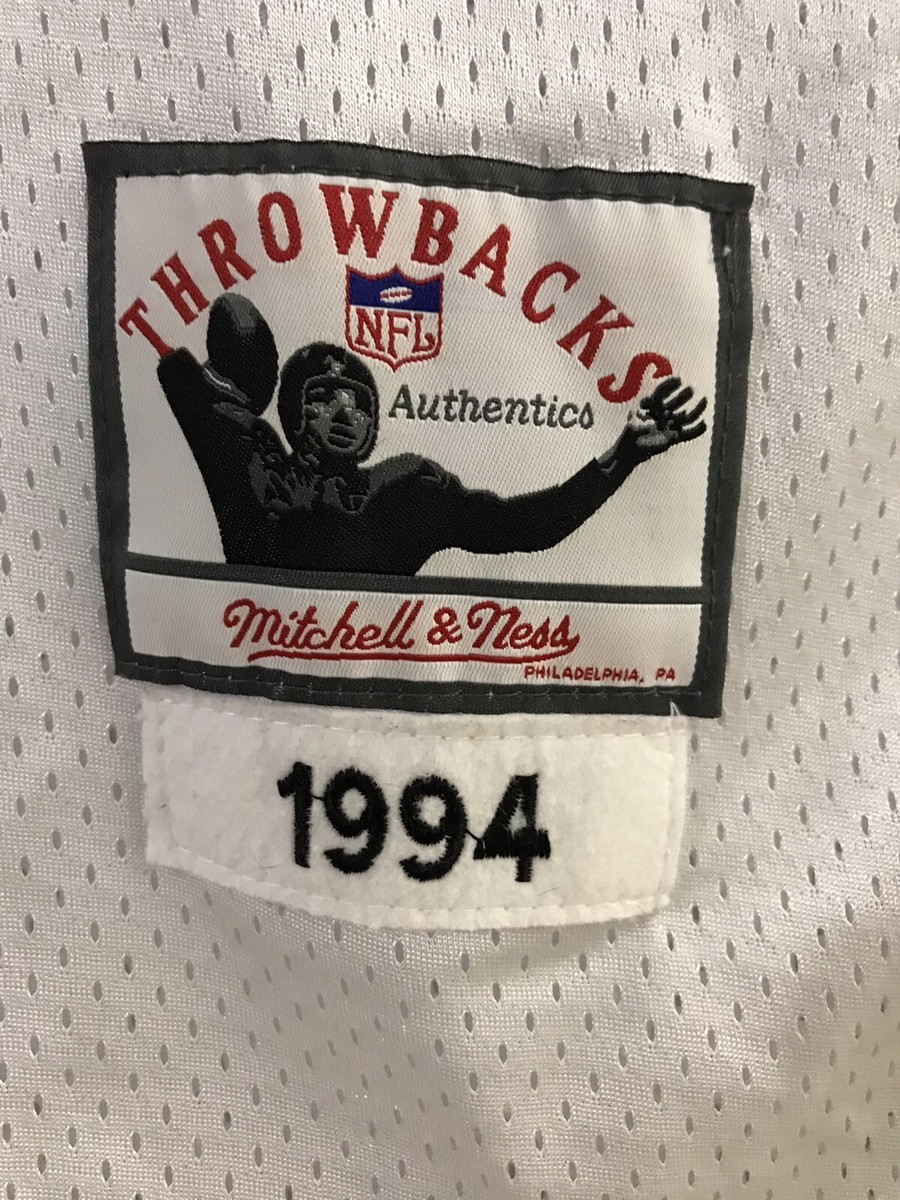 THROWBACKS
NFL
Authentics
Mitchell & Ness
PHILADELPHIA, PA
1994